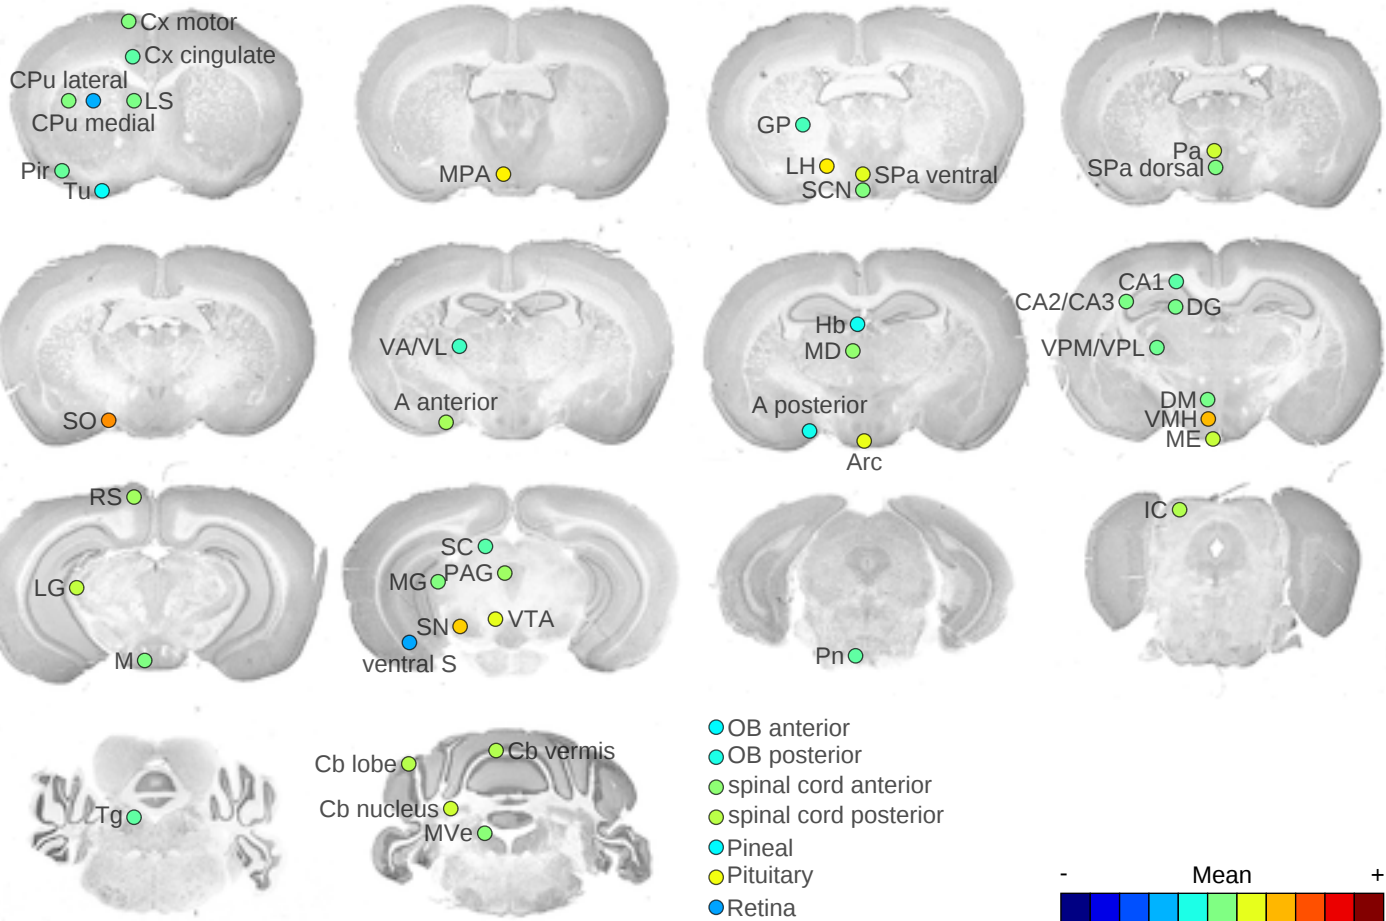 Cx motor
Cx cingulate
CPu lateral
LS
CPu medial
Pir
Tu
MPA
GP
LH
SPa ventral
SCN
Pa
SPa dorsal
SO
VA/VL
A anterior
Hb
MD
A posterior
Arc
CA1
CA2/CA3
DG
VPM/VPL
DM
VMH
ME
RS
LG
M
SC
MG
PAG
SN
VTA
ventral S
Pn
IC
Tg
Cb lobe
Cb vermis
Cb nucleus
MVe
OB anterior
OB posterior
spinal cord anterior
spinal cord posterior
Pineal
Pituitary
Retina
- Mean +